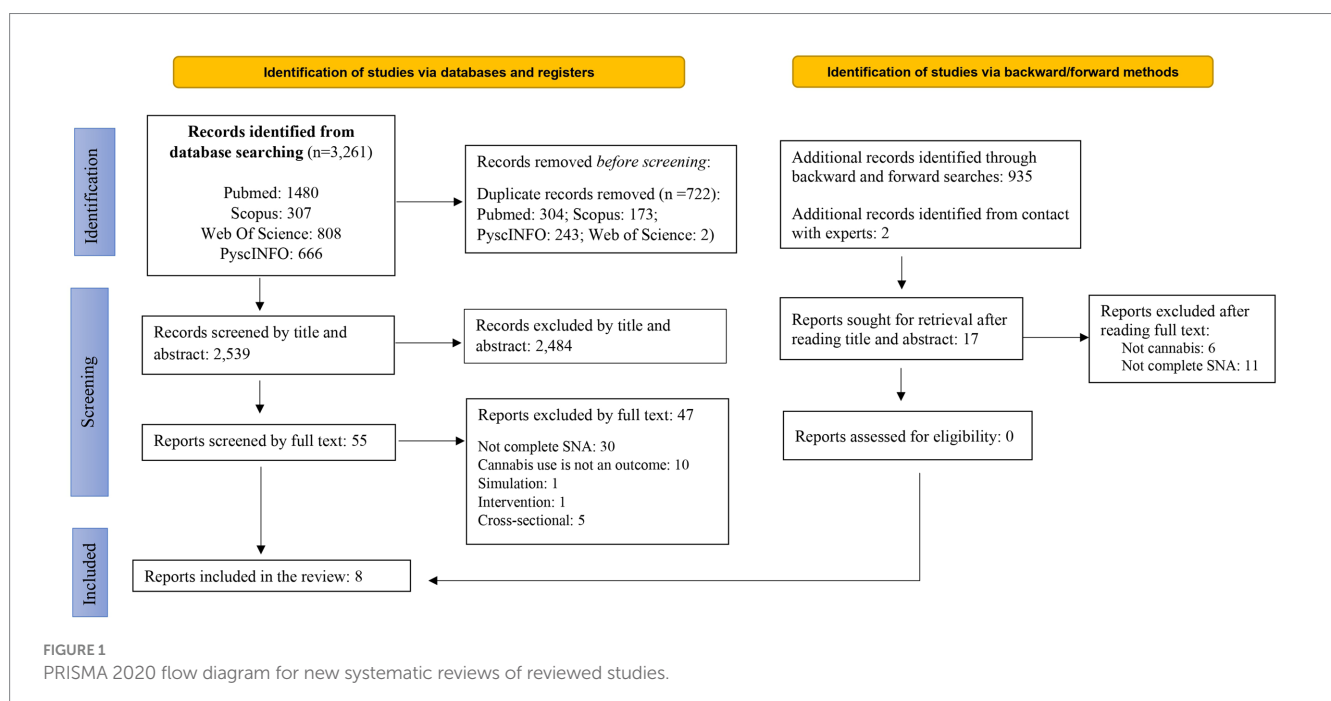 Identification of studies via databases and registers
Identification of studies via backward/forward methods
Identification
Records identified from
database searching (n=3,261)
Pubmed: 1480
Scopus: 307
Web Of Science: 808
PyscINFO: 666
Records removed before screening:
Duplicate records removed (n =722):
Pubmed: 304; Scopus: 173;
PyscINFO: 243; Web of Science: 2)
Additional records identified through
backward and forward searches: 935
Additional records identified from contact
with experts: 2
Screening
Records screened by title and
abstract: 2,539
Records excluded by title and
abstract: 2,484
Reports sought for retrieval after
reading title and abstract: 17
Reports excluded after
reading full text:
Not cannabis: 6
Not complete SNA: 11
Reports screened by full text: 55
Reports excluded by full text: 47
Not complete SNA: 30
Cannabis use is not an outcome: 10
Simulation: 1
Intervention: 1
Cross-sectional: 5
Reports assessed for eligibility: 0
Included
Reports included in the review: 8
FIGURE 1
PRISMA 2020 flow diagram for new systematic reviews of reviewed studies.